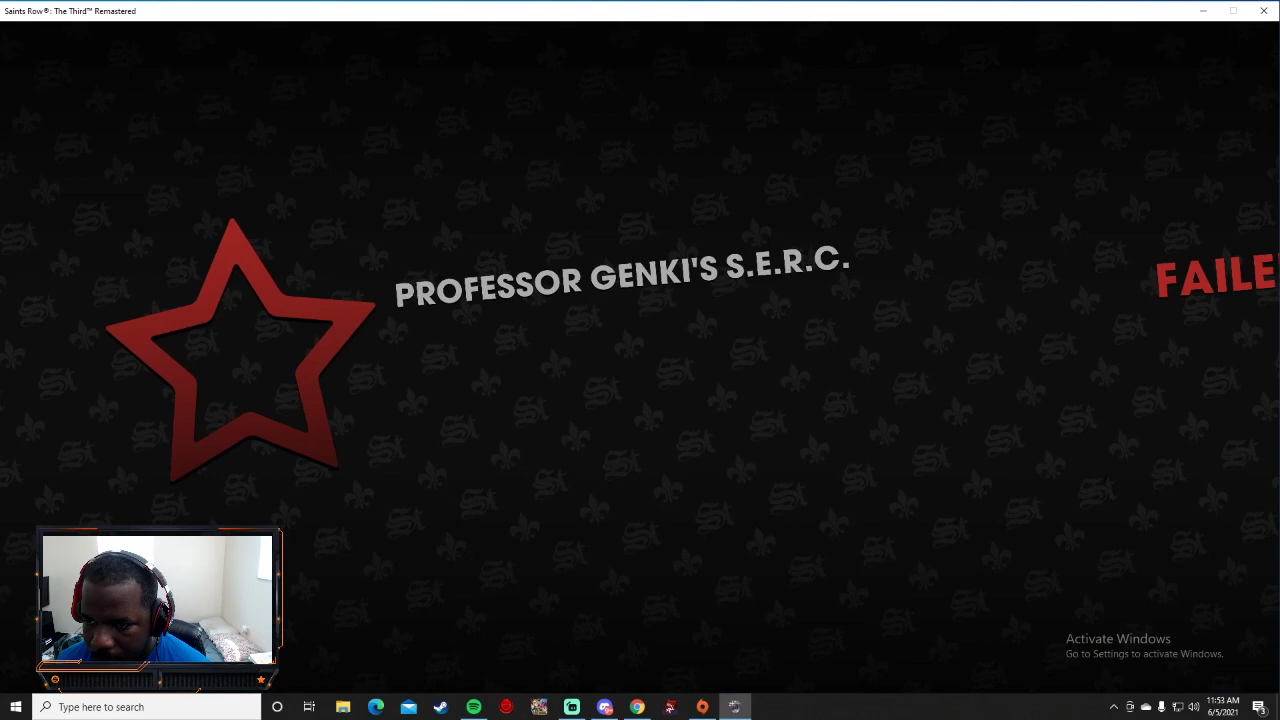 Saints Row®: The Third™ Remastered
PROFESSOR GENKI'S S.E.R.C.
FAILE
Activate Windows
Go to Settings to activate Windows.
Type here to search
11:53 AM
6/5/2021